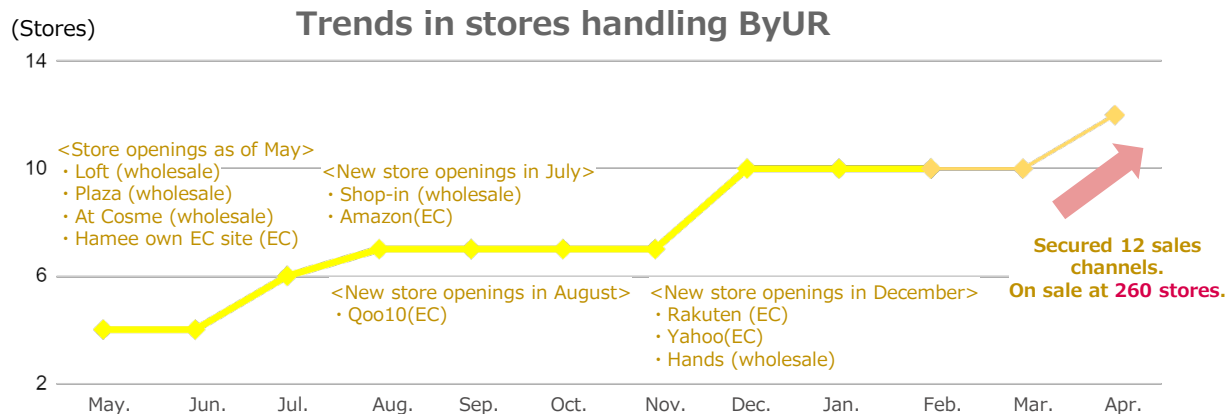 Trends in stores handling ByUR
(Stores)
14
10
6
2
<Store openings as of May>
・Loft (wholesale)
・Plaza (wholesale)
・At Cosme (wholesale)
・Hamee own EC site (EC)
<New store openings in July>
・Shop-in (wholesale)
・Amazon(EC)
<New store openings in August>
・Qoo10(EC)
<New store openings in December>
・Rakuten (EC)
・Yahoo(EC)
・Hands (wholesale)
Secured 12 sales
channels.
On sale at 260 stores.
May. Jun. Jul. Aug. Sep. Oct. Nov. Dec. Jan. Feb. Mar. Apr.